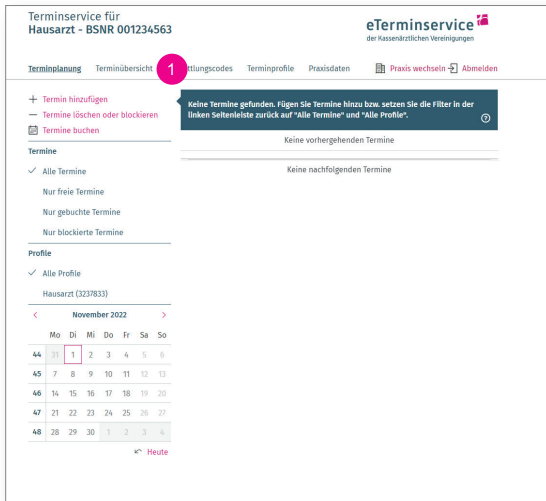 Terminservice für
Hausarzt - BSNR 001234563
eTerminservice
der Kassenärztlichen Vereinigungen
Terminplanung Terminübersicht 1 ttlungscodes Terminprofile Praxisdaten Praxis wechseln Abmelden
+ Termin hinzufügen
— Termine löschen oder blockieren
Termine buchen
Keine Termine gefunden. Fügen Sie Termine hinzu bzw. setzen Sie die Filter in der
linken Seitenleiste zurück auf "Alle Termine" und "Alle Profile".
?
Keine vorhergehenden Termine
Keine nachfolgenden Termine
Termine
✓ Alle Termine
Nur freie Termine
Nur gebuchte Termine
Nur blockierte Termine
Profile
✓ Alle Profile
Hausarzt (3237833)
< November 2022 >
Mo Di Mi Do Fr Sa So
44 31 1 2 3 4 5 6
45 7 8 9 10 11 12 13
46 14 15 16 17 18 19 20
47 21 22 23 24 25 26 27
48 28 29 30 1 2 3 4
Heute